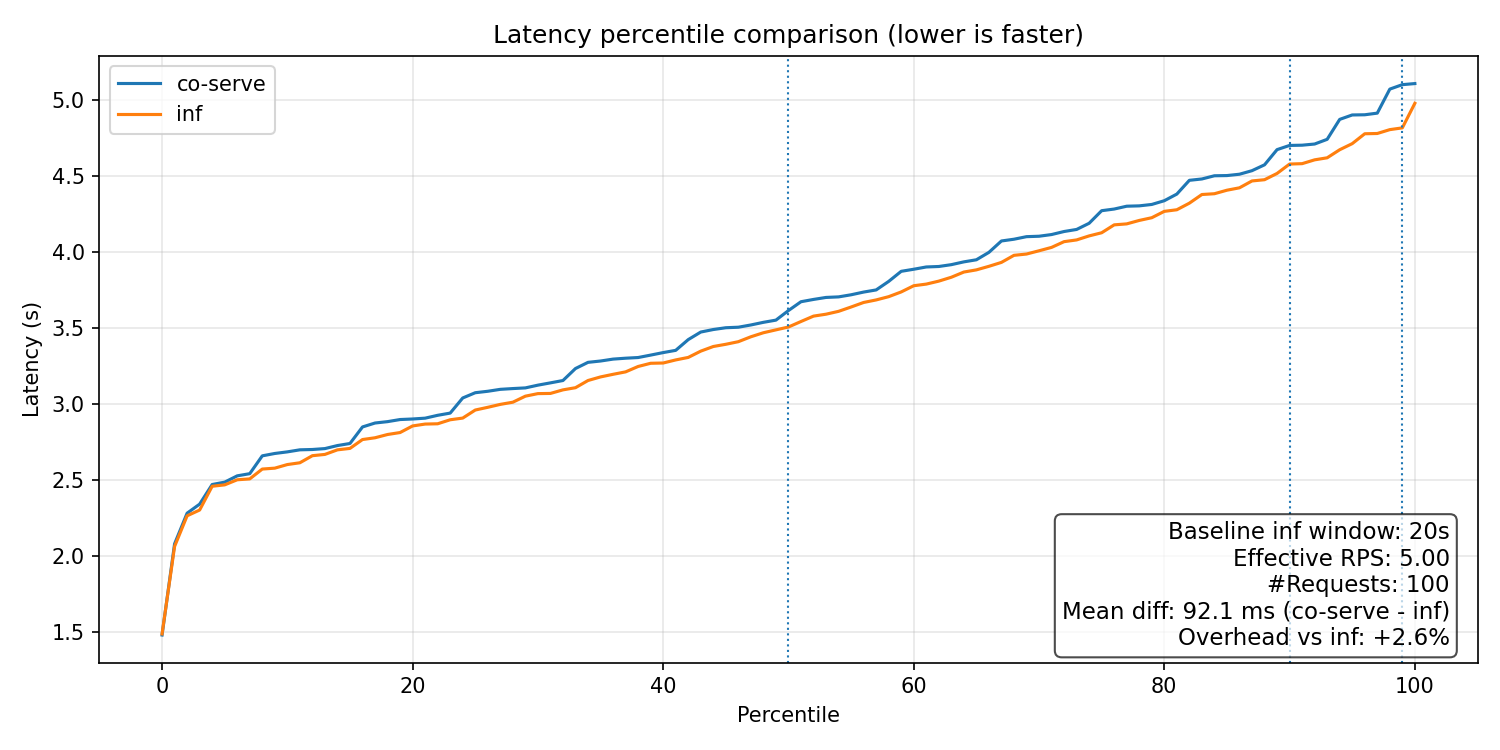 Latency percentile comparison (lower is faster)
co-serve
inf
5.0
4.5
4.0
3.5
3.0
2.5
2.0
1.5
Latency (s)
Baseline inf window: 20s
Effective RPS: 5.00
#Requests: 100
Mean diff: 92.1 ms (co-serve - inf)
Overhead vs inf: +2.6%
0 20 40 60 80 100
Percentile